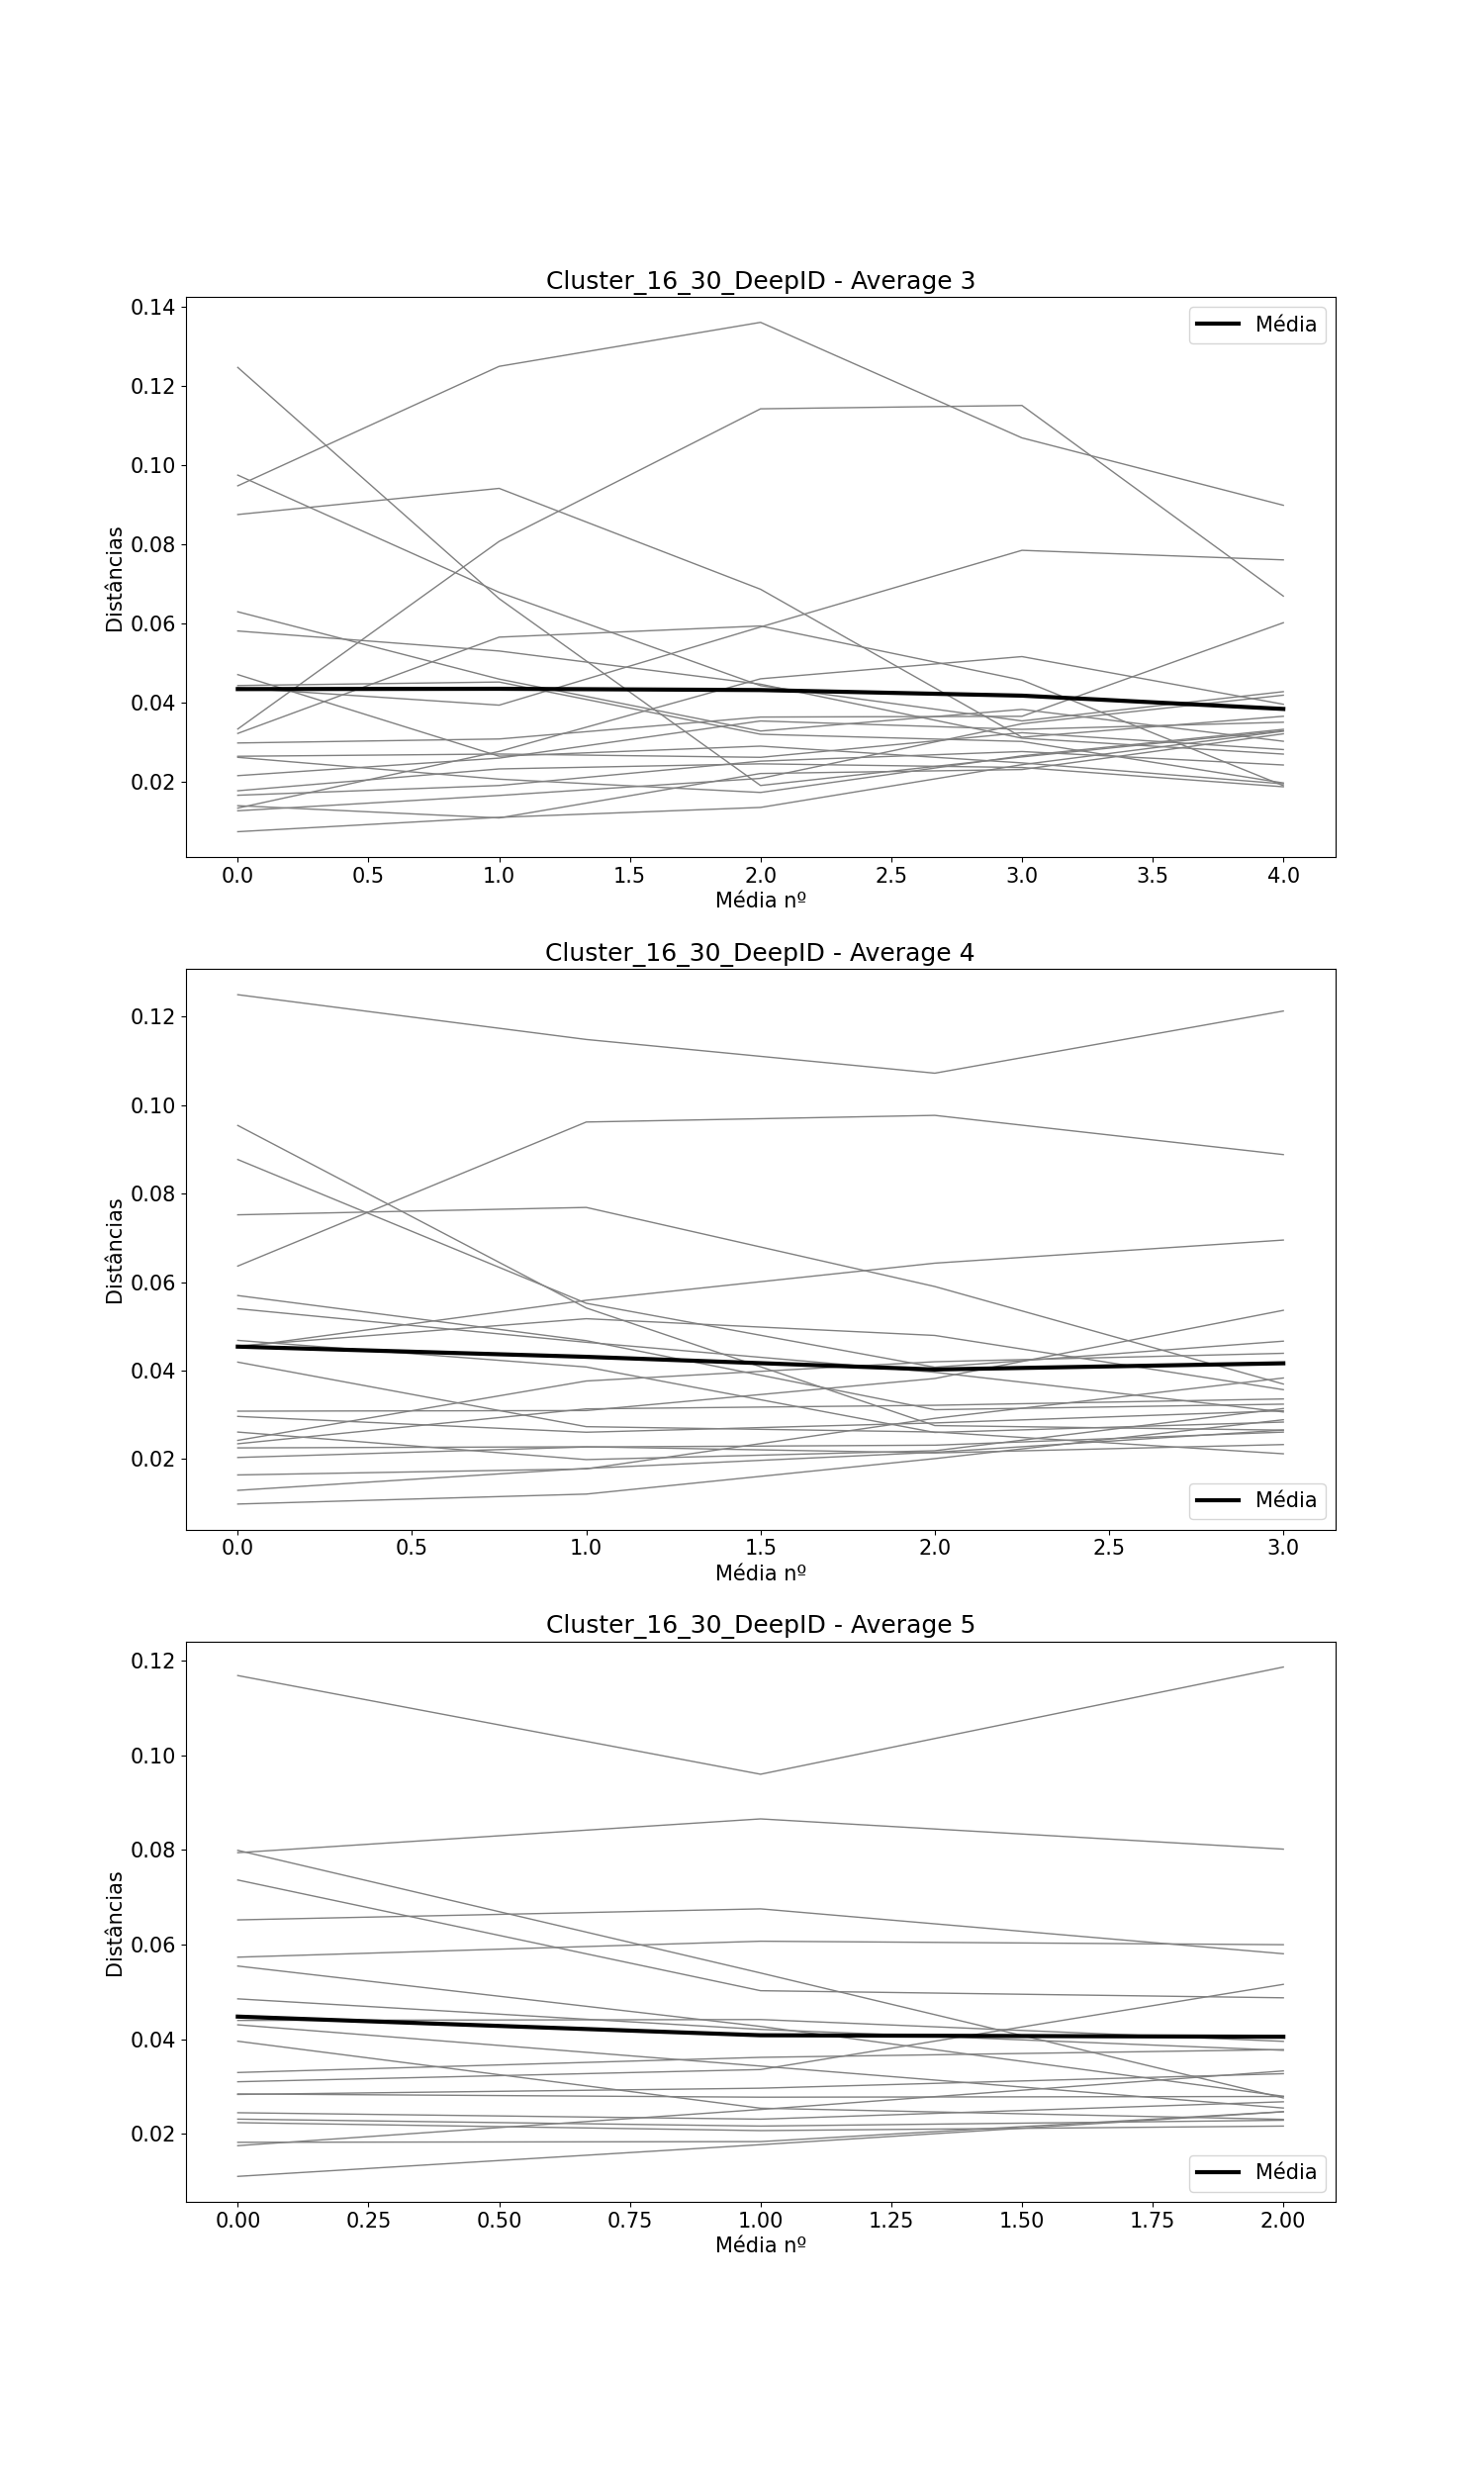 Cluster_16_30_DeepID - Average 3
Média
Distâncias
0.14
0.12
0.10
0.08
0.06
0.04
0.02
0.0 0.5 1.0 1.5 2.0 2.5 3.0 3.5 4.0
Média nº
Cluster_16_30_DeepID - Average 4
Distâncias
0.12
0.10
0.08
0.06
0.04
0.02
Média
0.0 0.5 1.0 1.5 2.0 2.5 3.0
Média nº
Cluster_16_30_DeepID - Average 5
Distâncias
0.12
0.10
0.08
0.06
0.04
0.02
Média
0.00 0.25 0.50 0.75 1.00 1.25 1.50 1.75 2.00
Média nº